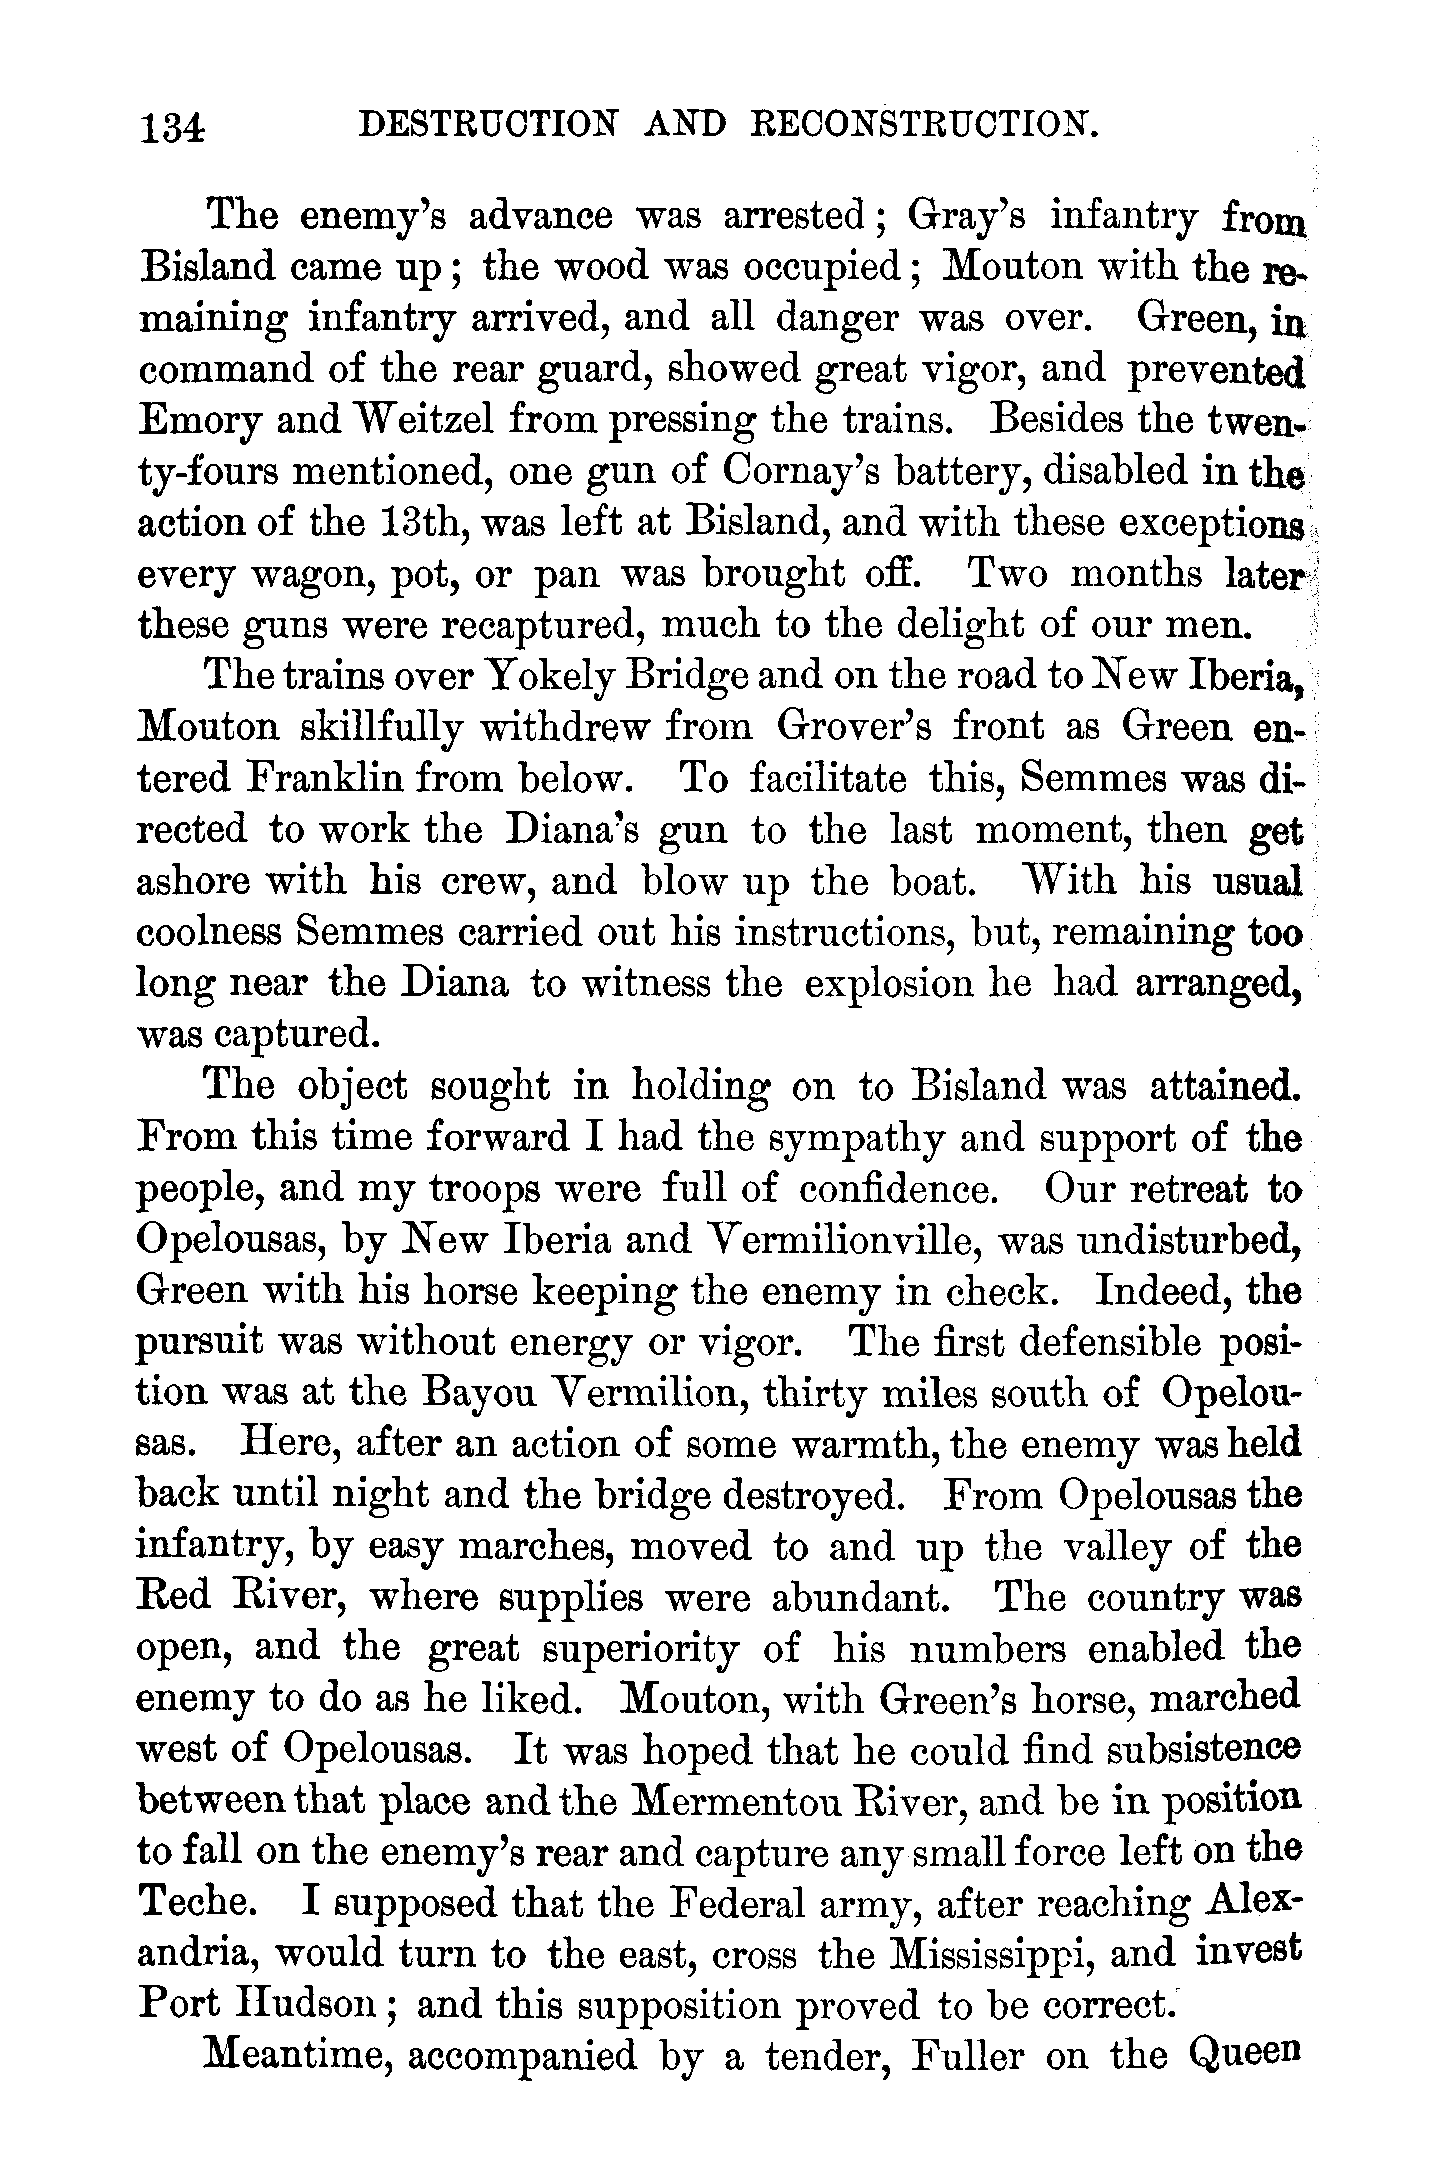 134 DESTRUCTION AND RECONSTRUCTION.
The enemy's advance was arrested; Gray's infantry from
Bisland came up; the wood was occupied; Mouton with the re-
maining infantry arrived, and all danger was over. Green, in
command of the rear guard, showed great vigor, and prevented
Emory and Weitzel from pressing the trains. Besides the twen-
ty-fours mentioned, one gun of Cornay's battery, disabled in the
action of the 13th, was left at Bisland, and with these exceptions
every wagon, pot, or pan was brought off. Two months later
these guns were recaptured, much to the delight of our men.
The trains over Yokely Bridge and on the road to New Iberia,
Mouton skillfully withdrew from Grover's front as Green en-
tered Franklin from below. To facilitate this, Semmes was di-
rected to work the Diana's gun to the last moment, then get
ashore with his crew, and blow up the boat. With his usual
coolness Semmes carried out his instructions, but, remaining too
long near the Diana to witness the explosion he had arranged,
was captured.
The object sought in holding on to Bisland was attained.
From this time forward I had the sympathy and support of the
people, and my troops were full of confidence. Our retreat to
Opelousas, by New Iberia and Vermilionville, was undisturbed,
Green with his horse keeping the enemy in check. Indeed, the
pursuit was without energy or vigor. The first defensible posi-
tion was at the Bayou Vermilion, thirty miles south of Opelou-
sas. Here, after an action of some warmth, the enemy was held
back until night and the bridge destroyed. From Opelousas the
infantry, by easy marches, moved to and up the valley of the
Red River, where supplies were abundant. The country was
open, and the great superiority of his numbers enabled the
enemy to do as he liked. Mouton, with Green's horse, marched
west of Opelousas. It was hoped that he could find subsistence
between that place and the Mermentou River, and be in position
to fall on the enemy's rear and capture any small force left on the
Teche. I supposed that the Federal army, after reaching Alex-
andria, would turn to the east, cross the Mississippi, and invest
Port Hudson; and this supposition proved to be correct.
Meantime, accompanied by a tender, Fuller on the Queen